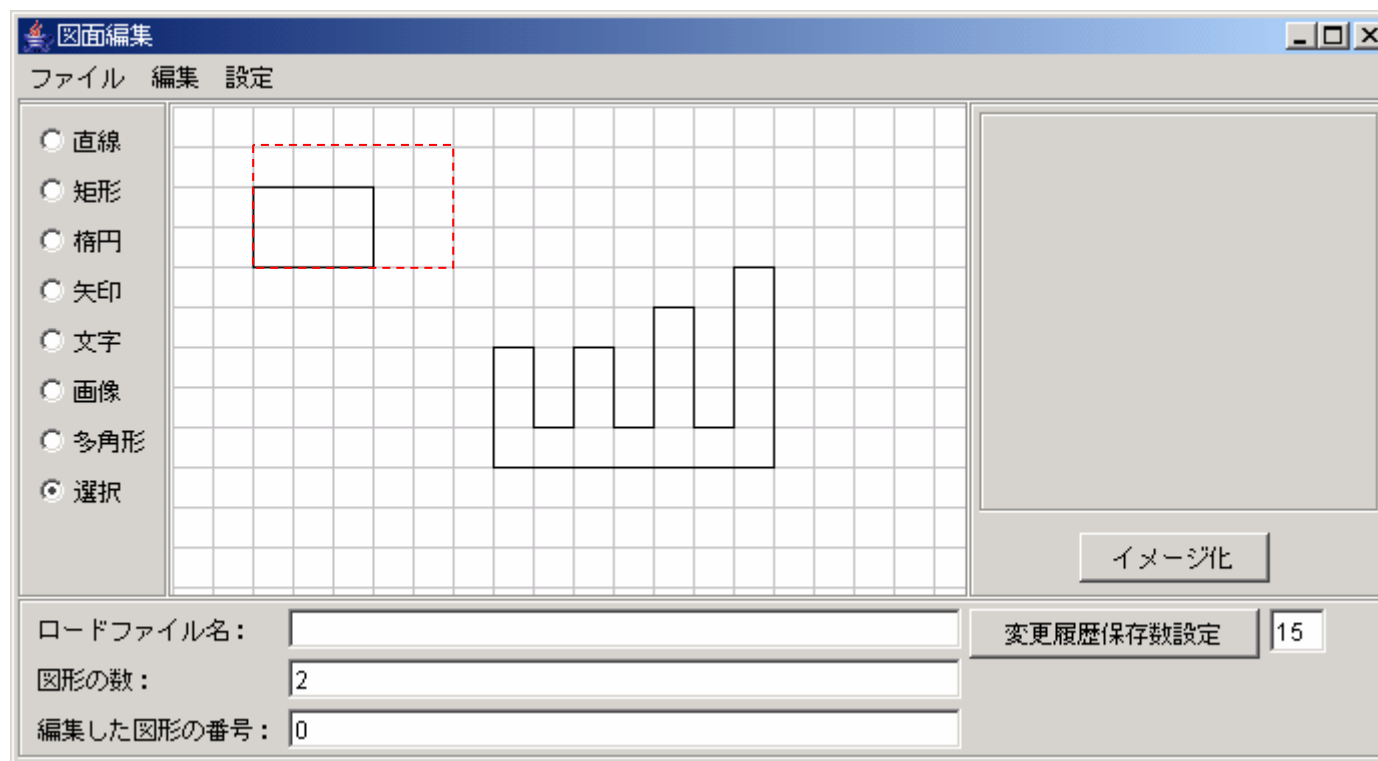 図面編集
ファイル 編集 設定
直線
矩形
楕円
矢印
文字
画像
多角形
選択
イメージ化
ロードファイル名：
変更履歴保存数設定 15
図形の数： 2
編集した図形の番号： 0